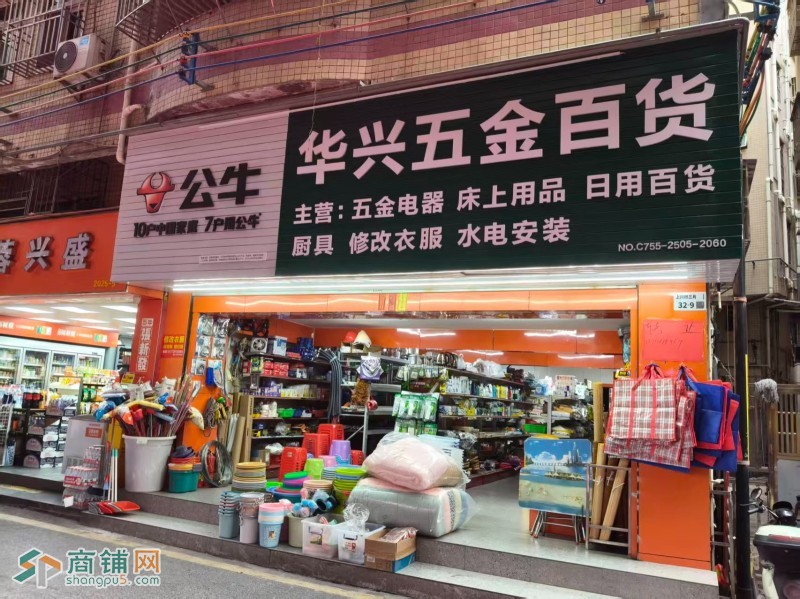 华兴五金百货
公牛
10户中国家庭 7户用公牛
主营：五金电器 床上用品 日用百货
厨具 修改衣服 水电安装
NO.C755-2505-2060
蓉兴盛
32-9
商铺网
shangpu5.com